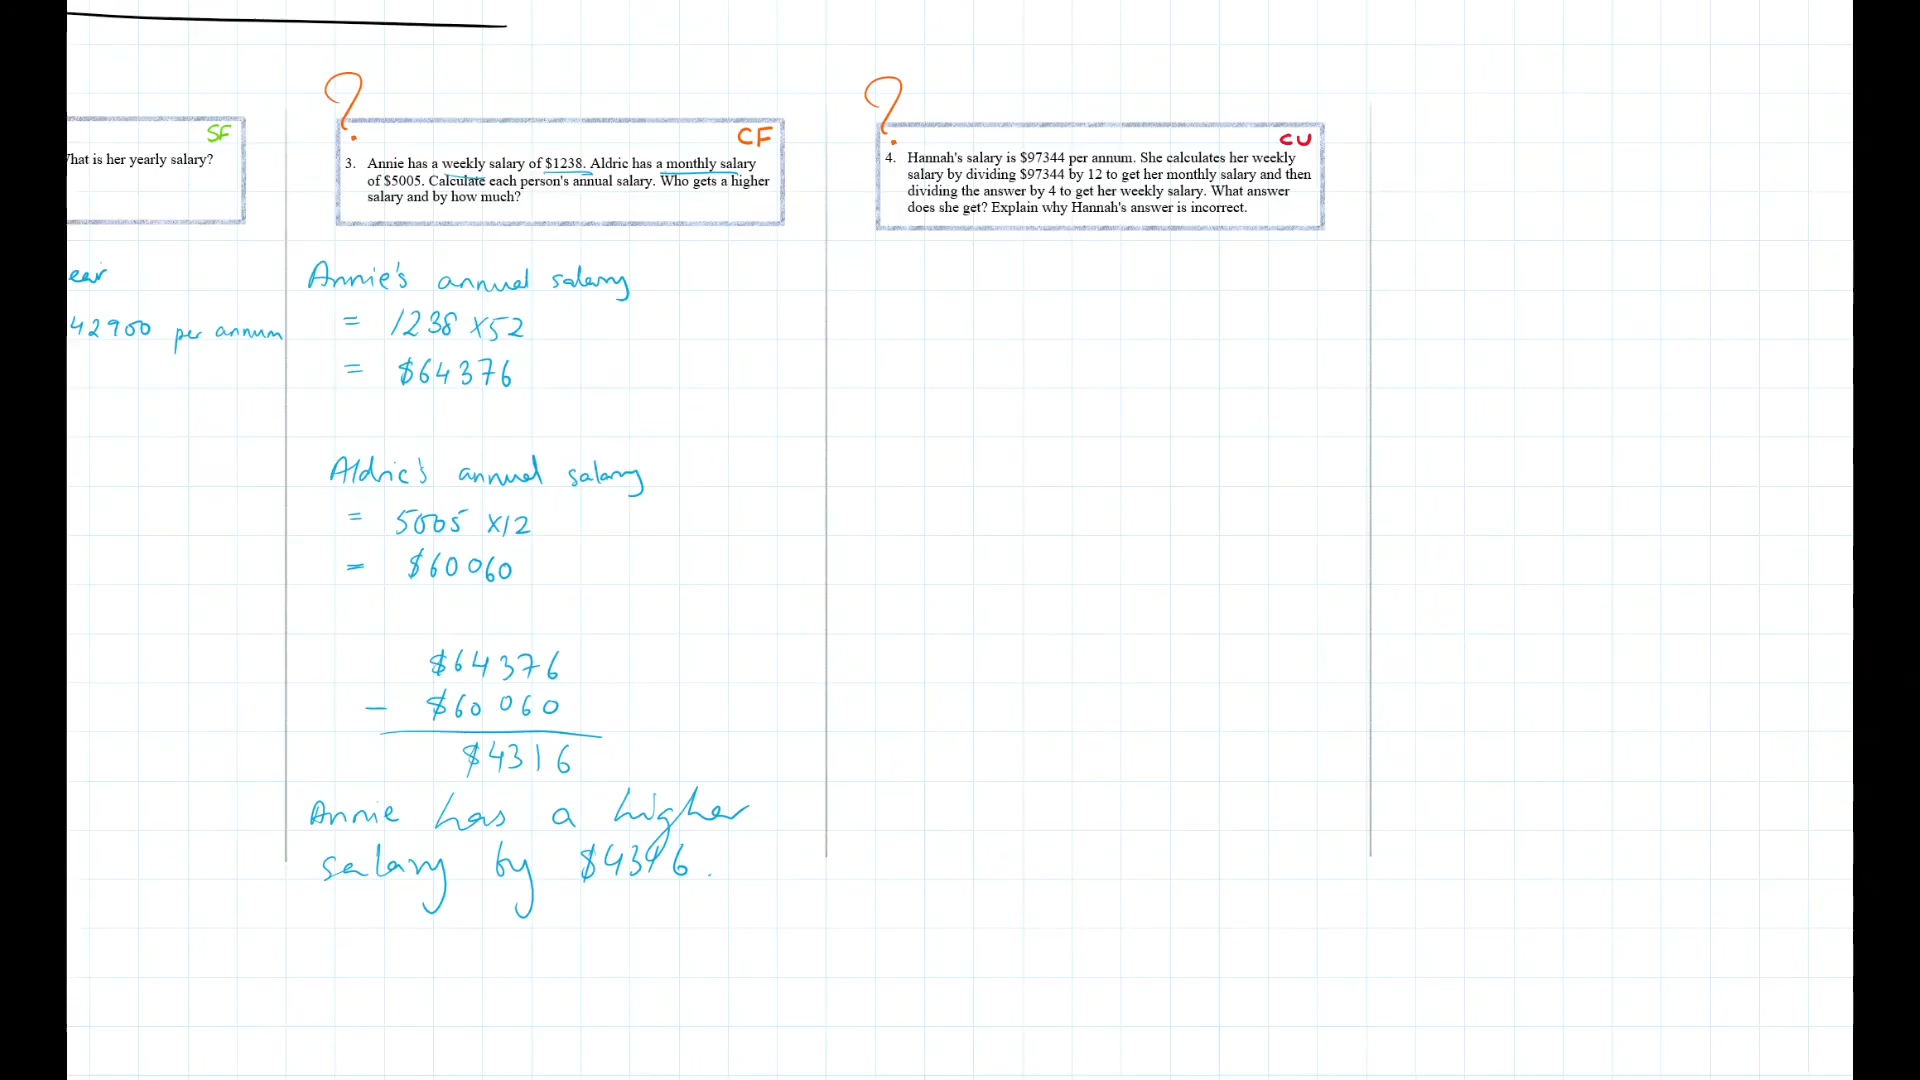 SF
hat is her yearly salary?
ear
42900 per annum
?
CF
3. Annie has a weekly salary of $1238. Aldric has a monthly salary
of $5005. Calculate each person's annual salary. Who gets a higher
salary and by how much?
Annie's annual salary
= 1238 x52
= $64376
Aldric's annual salary
= 5005 x12
= $60060
$64376
- $60060
$4316
Annie has a higher
salary by $4316.
?
CU
4. Hannah's salary is $97344 per annum. She calculates her weekly
salary by dividing $97344 by 12 to get her monthly salary and then
dividing the answer by 4 to get her weekly salary. What answer
does she get? Explain why Hannah's answer is incorrect.